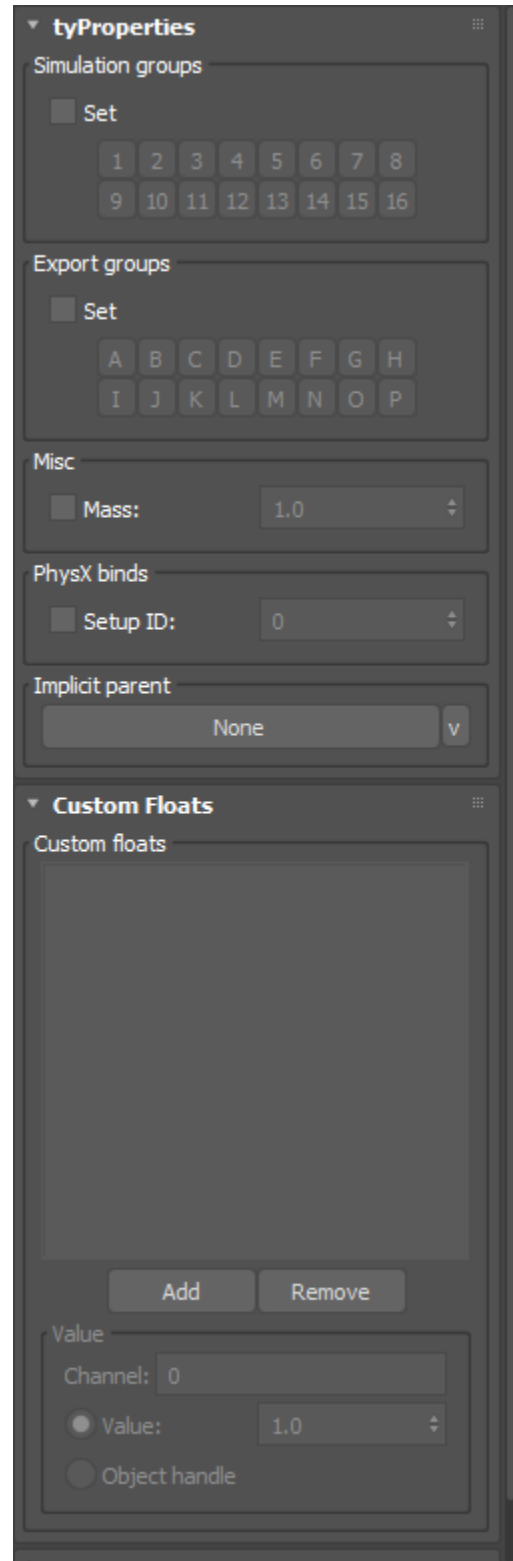 tyProperties
Simulation groups
Set
1 2 3 4 5 6 7 8
9 10 11 12 13 14 15 16
Export groups
Set
A B C D E F G H
I J K L M N O P
Misc
Mass: 1.0
PhysX binds
Setup ID: 0
Implicit parent
None v
Custom Floats
Custom floats
Add Remove
Value
Channel: 0
Value: 1.0
Object handle